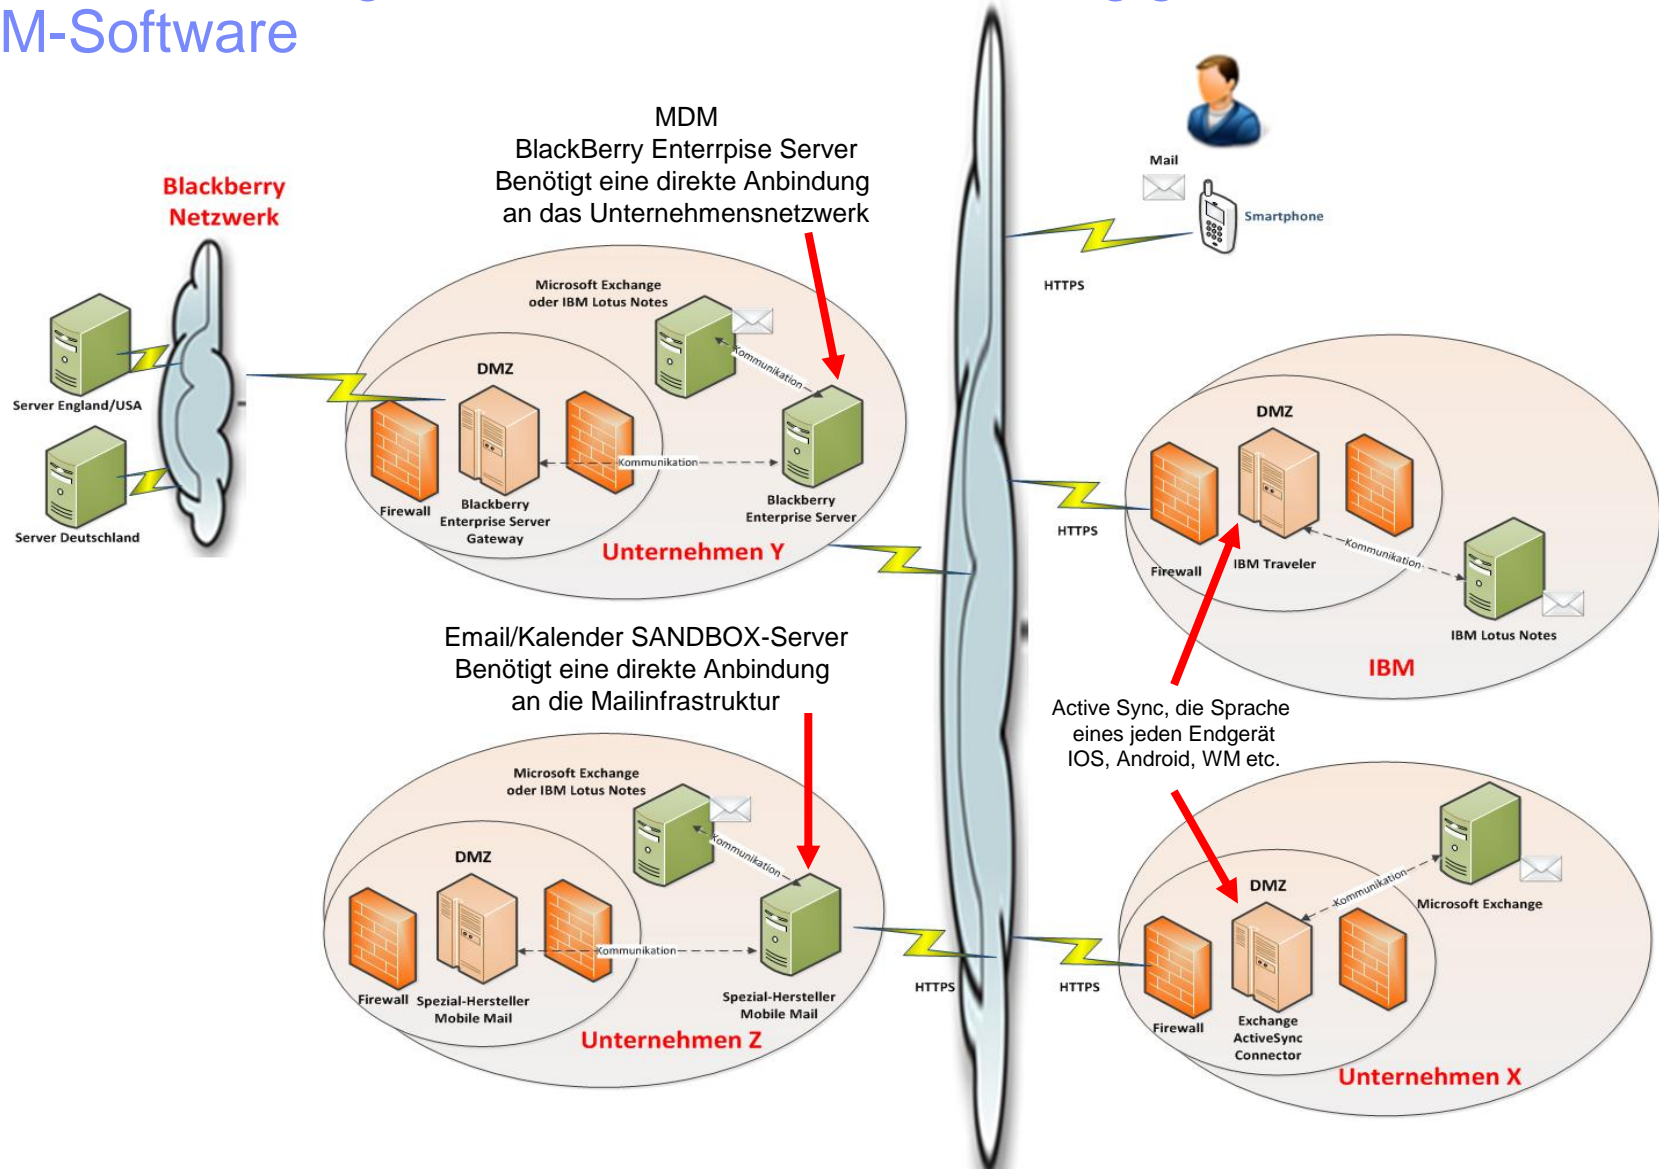 M-Software
MDM
BlackBerry Enterrpise Server
Benötigt eine direkte Anbindung
an das Unternehmensnetzwerk
Mail
Smartphone
HTTPS
Blackberry
Netzwerk
Server England/USA
Server Deutschland
Microsoft Exchange
oder IBM Lotus Notes
Kommunikation
DMZ
Kommunikation
Firewall
Blackberry
Enterprise Server
Gateway
Blackberry
Enterprise Server
Unternehmen Y
DMZ
HTTPS
Firewall
IBM Traveler
Kommunikation
IBM Lotus Notes
IBM
Email/Kalender SANDBOX-Server
Benötigt eine direkte Anbindung
an die Mailinfrastruktur
Active Sync, die Sprache
eines jeden Endgerät
IOS, Android, WM etc.
Microsoft Exchange
oder IBM Lotus Notes
Kommunikation
DMZ
Kommunikation
Firewall
Spezial-Hersteller
Mobile Mail
Spezial-Hersteller
Mobile Mail
Unternehmen Z
HTTPS
HTTPS
DMZ
Kommunikation
Microsoft Exchange
Firewall
Exchange
ActiveSync
Connector
Unternehmen X